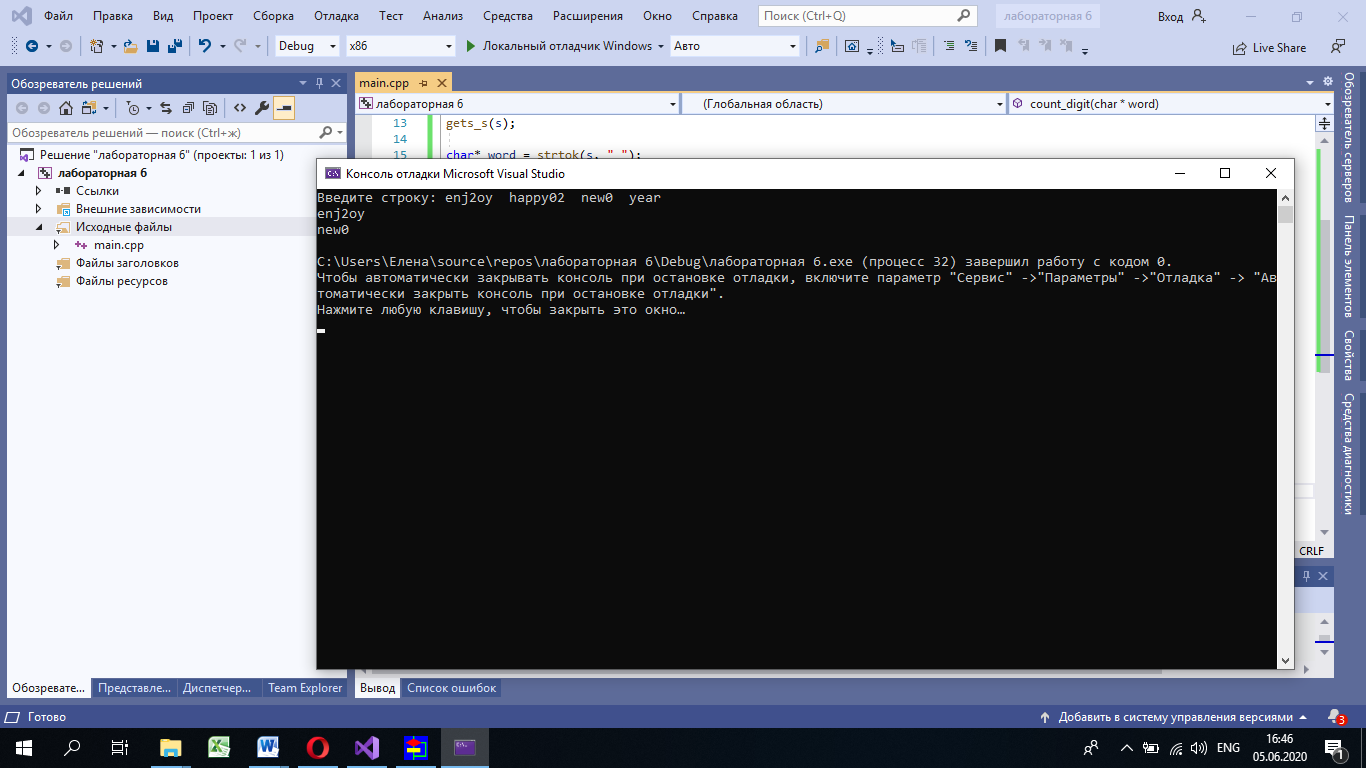 Файл Правка Вид Проект Сборка Отладка Тест Анализ Средства Расширения Окно Справка Поиск (Ctrl+Q) лабораторная 6 Вход
Debug x86 Локальный отладчик Windows Авто Live Share
Обозреватель решений
main.cpp
лабораторная 6 (Глобальная область) count_digit(char * word)
Обозреватель решений — поиск (Ctrl+ж)
Решение "лабораторная 6" (проекты: 1 из 1)
лабораторная 6
Ссылки
Внешние зависимости
Исходные файлы
main.cpp
Файлы заголовков
Файлы ресурсов
13 gets_s(s);
14
15 char* word = strtok(s, " ");
Консоль отладки Microsoft Visual Studio
Введите строку: enj2oy  happy02  new0  year
enj2oy
new0
C:\Users\Елена\source\repos\лабораторная 6\Debug\лабораторная 6.exe (процесс 32) завершил работу с кодом 0.
Чтобы автоматически закрывать консоль при остановке отладки, включите параметр "Сервис" ->"Параметры" ->"Отладка" -> "Ав
томатически закрыть консоль при остановке отладки".
Нажмите любую клавишу, чтобы закрыть это окно…
Обозреватель серверов
Панель элементов
Свойства
Средства диагностики
CRLF
Обозревате... Представле... Диспетчер... Team Explorer
Вывод Список ошибок
Готово
Добавить в систему управления версиями
3
ENG
16:46
05.06.2020
1